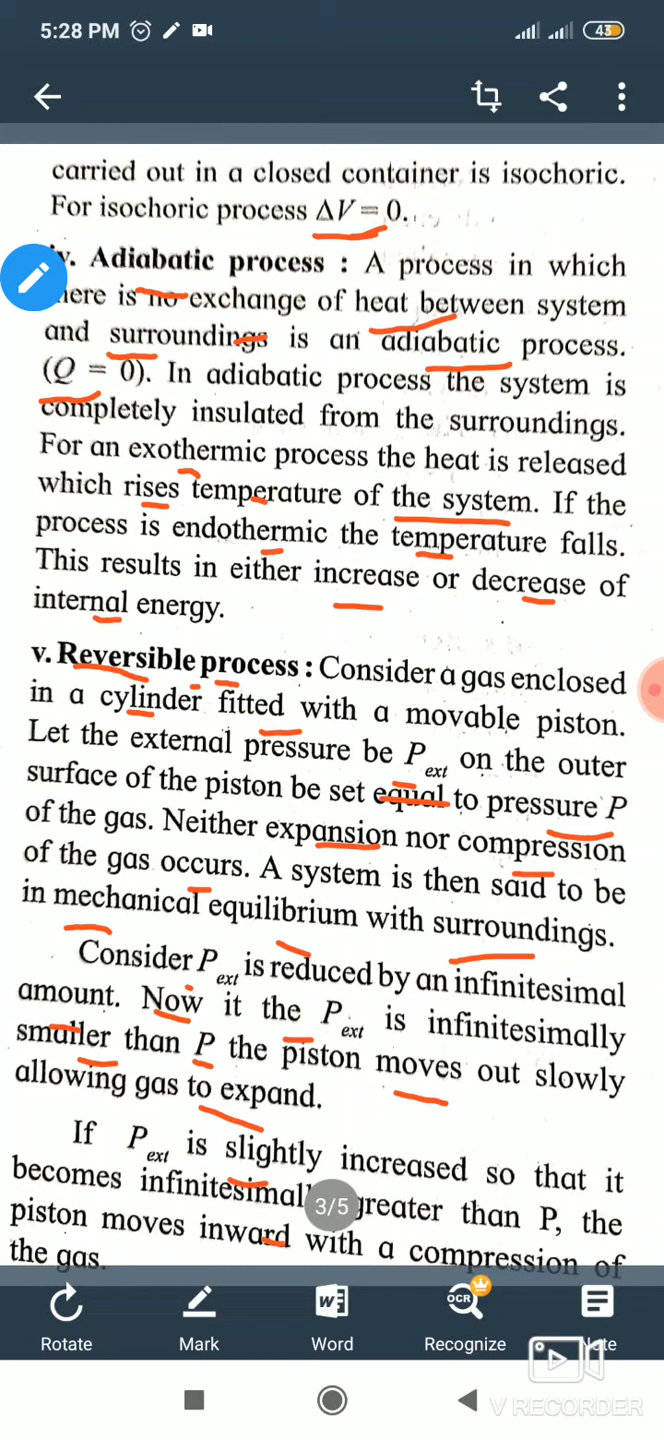 5:28 PM
43
carried out in a closed container is isochoric.
For isochoric process ΔV = 0.
iv. Adiabatic process : A process in which
there is no exchange of heat between system
and surroundings is an adiabatic process.
(Q = 0). In adiabatic process the system is
completely insulated from the surroundings.
For an exothermic process the heat is released
which rises temperature of the system. If the
process is endothermic the temperature falls.
This results in either increase or decrease of
internal energy.
v. Reversible process : Consider a gas enclosed
in a cylinder fitted with a movable piston.
Let the external pressure be P ext on the outer
surface of the piston be set equal to pressure P
of the gas. Neither expansion nor compression
of the gas occurs. A system is then said to be
in mechanical equilibrium with surroundings.
Consider P ext is reduced by an infinitesimal
amount. Now it the P ext is infinitesimally
smaller than P the piston moves out slowly
allowing gas to expand.
If P ext is slightly increased so that it
becomes infinitesimally greater than P, the
3/5
piston moves inward with a compression of
the gas.
W
OCR
Rotate Mark Word Recognize Note
V RECORDER